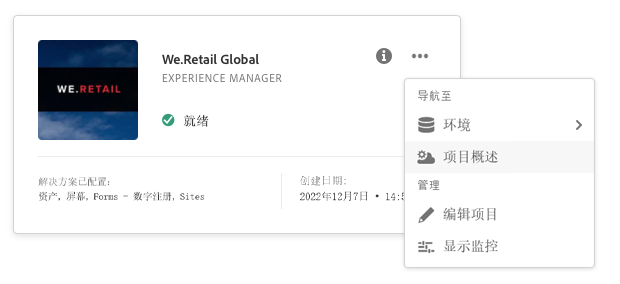 WE.RETAIL
We.Retail Global
EXPERIENCE MANAGER
就绪
解决方案已配置:
资产, 屏幕, Forms - 数字注册, Sites
创建日期:
2022年12月7日 • 14:5
导航至
环境
项目概述
管理
编辑项目
显示监控